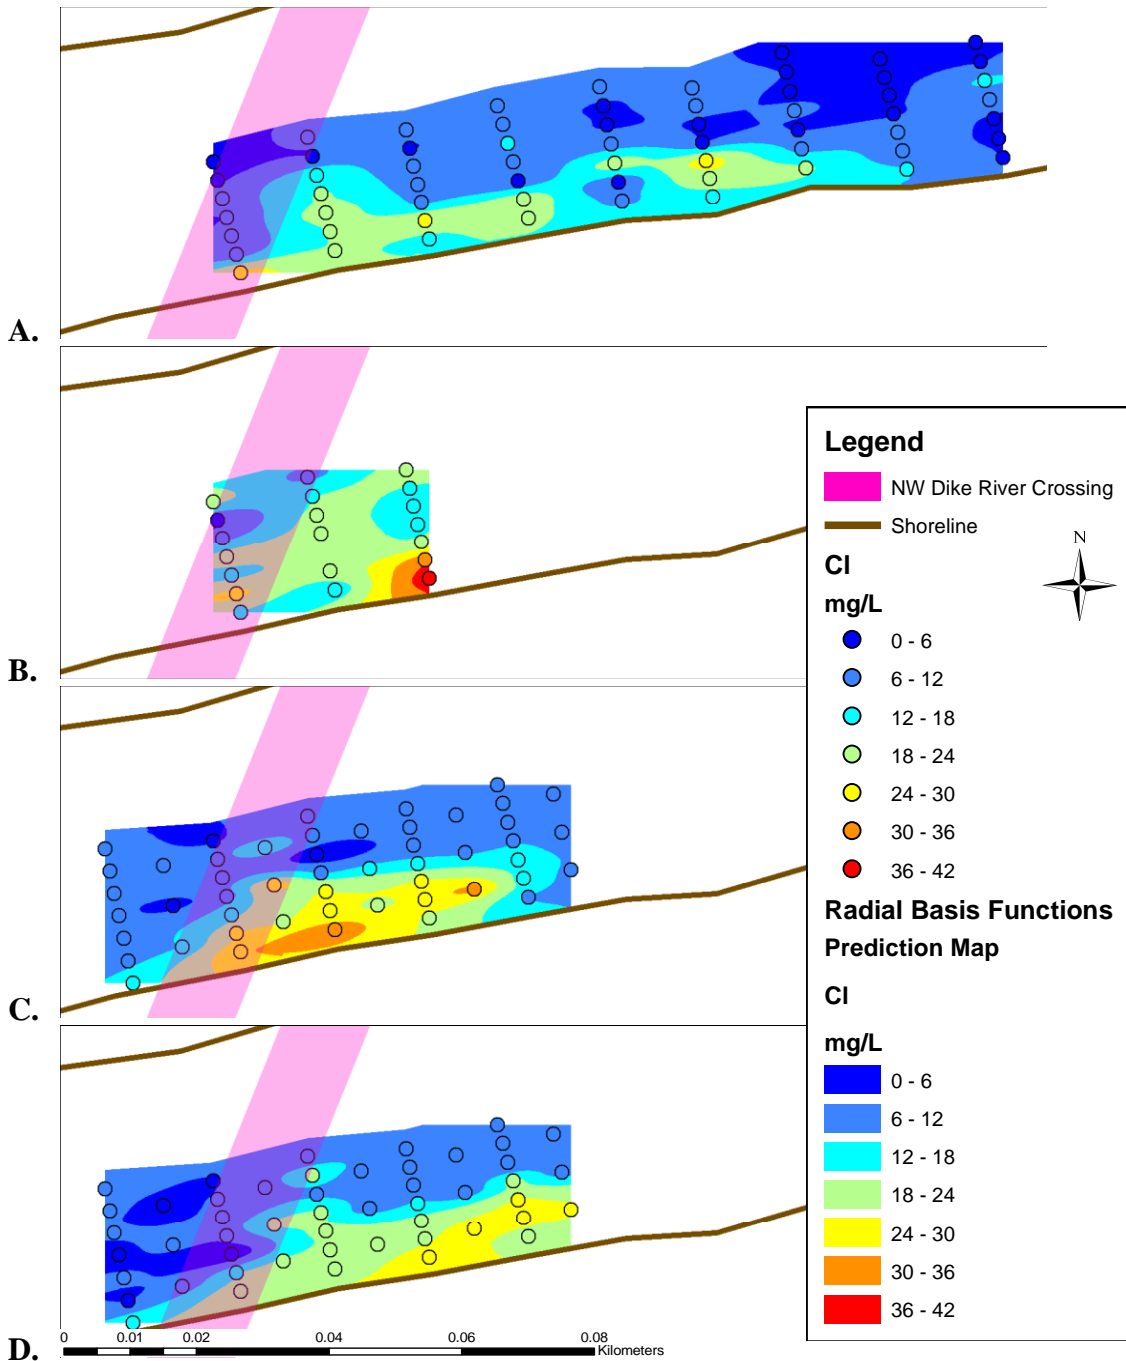 A.
B.
C.
D.
Legend
NW Dike River Crossing
Shoreline
N
Cl
mg/L
0 - 6
6 - 12
12 - 18
18 - 24
24 - 30
30 - 36
36 - 42
Radial Basis Functions
Prediction Map
Cl
mg/L
0 - 6
6 - 12
12 - 18
18 - 24
24 - 30
30 - 36
36 - 42
0 0.01 0.02 0.04 0.06 0.08
Kilometers